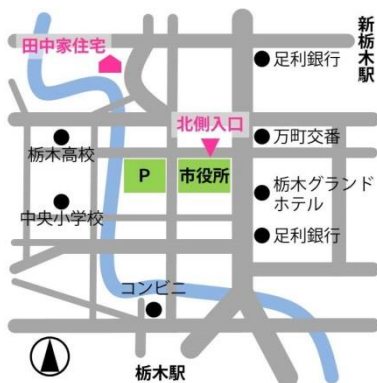 新栃木駅
田中家住宅
足利銀行
北側入口
万町交番
栃木高校
P
市役所
栃木グランド
ホテル
中央小学校
足利銀行
コンビニ
栃木駅